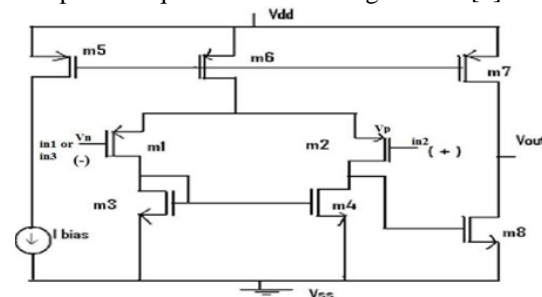 Vdd
m5
m6
m7
in1 or Vn
in3
(-)
m1
m2
Vp
in2
( + )
Vout
m3
m4
m8
I bias
Vss